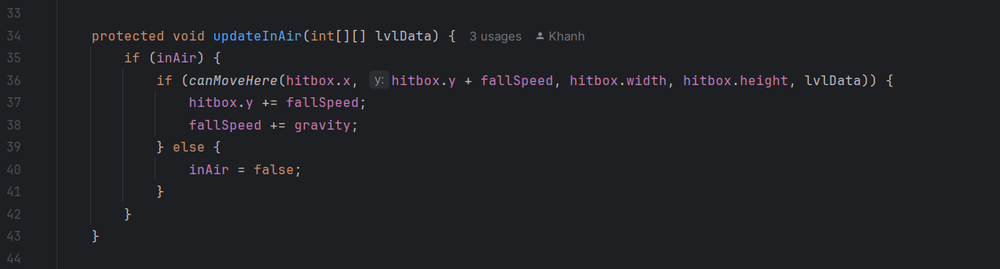 33
34 protected void updateInAir(int[][] lvlData) { 3 usages Khanh
35 if (inAir) {
36 if (canMoveHere(hitbox.x, y: hitbox.y + fallSpeed, hitbox.width, hitbox.height, lvlData)) {
37 hitbox.y += fallSpeed;
38 fallSpeed += gravity;
39 } else {
40 inAir = false;
41 }
42 }
43 }
44